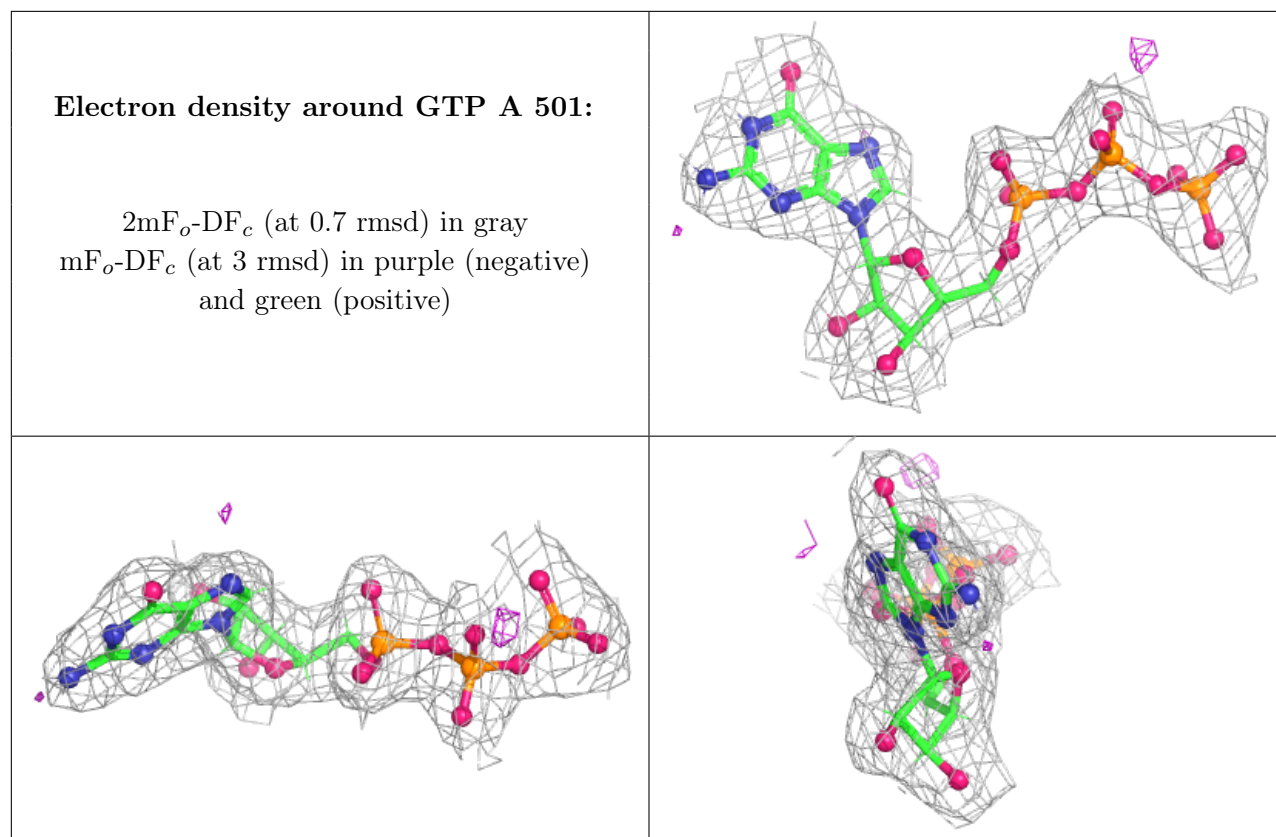 Electron density around GTP A 501:
2mFo-DFc (at 0.7 rmsd) in gray
mFo-DFc (at 3 rmsd) in purple (negative)
and green (positive)